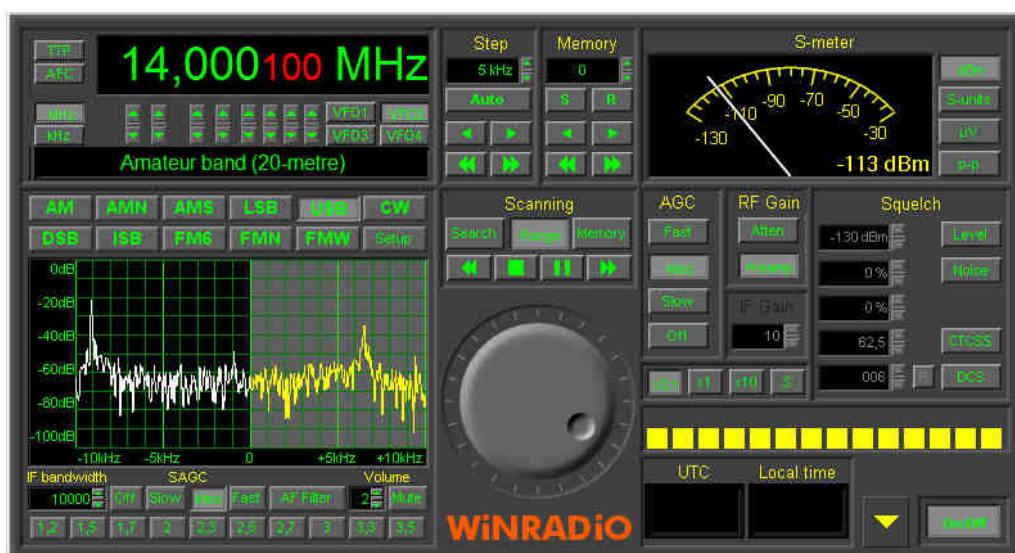 TTP
AFC
14,000100 MHz
MHz
kHz
VFO1
VFO3 VFO4
Amateur band (20-metre)
Step
5 kHz
Auto
Memory
0
S R
S-meter
-130 -110 -90 -70 -50 -30
-113 dBm
dBm
S-units
µV
p-p
AM AMN AMS LSB USB CW
DSB ISB FM6 FMN FMW Setup
0dB
-20dB
-40dB
-60dB
-80dB
-100dB
-10kHz -5kHz 0 +5kHz +10kHz
IF bandwidth SAGC Volume
10000 Off Slow Med Fast AF Filter 2 Mute
1,2 1,5 1,7 2 2,3 2,5 2,7 3 3,3 3,5
Scanning
Search Range Memory
WiNRADiO
AGC
Fast
Med
Slow
Off
RF Gain
Atten
Preamp
IF Gain
10
x1 x10 S
Squelch
-130 dBm Level
0 % Noise
0 %
62,5 CTCSS
006 DCS
UTC Local time
On/Off